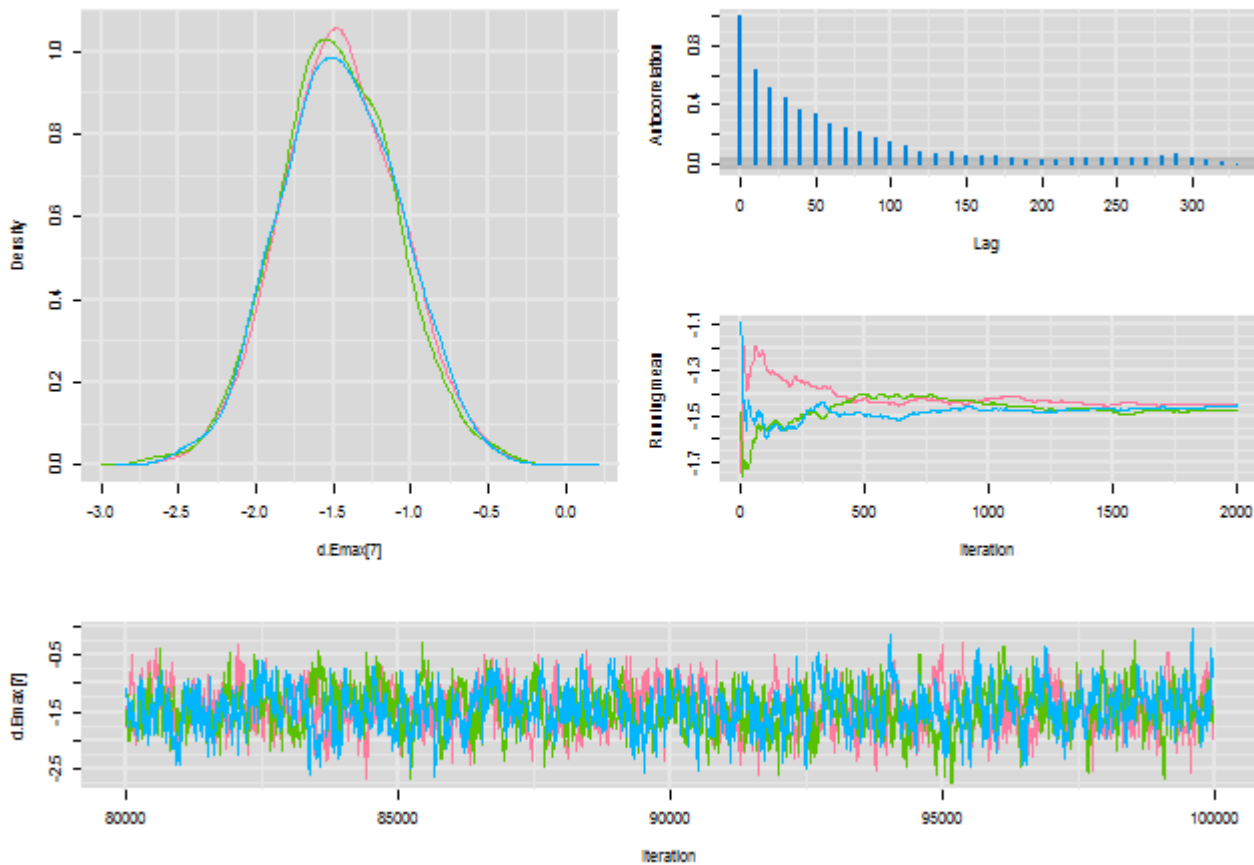 Density
0.0 0.2 0.4 0.6 0.8 1.0
-3.0 -2.5 -2.0 -1.5 -1.0 -0.5 0.0
d.Emax[7]
Autocorrelation
0.0 0.4 0.8
0 50 100 150 200 250 300
Lag
Running mean
-1.7 -1.5 -1.3 -1.1
0 500 1000 1500 2000
Iteration
d.Emax[7]
-2.5 -1.5 -0.5
80000 85000 90000 95000 100000
Iteration